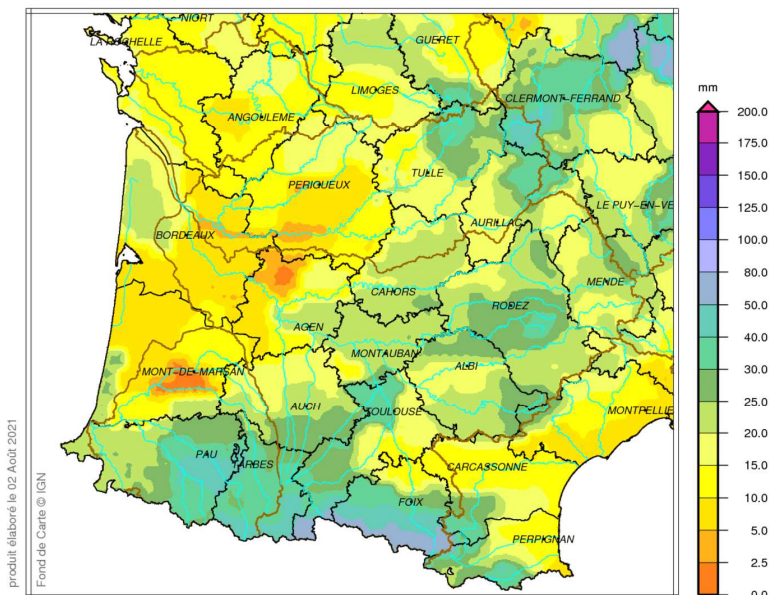 NIORT
LA ROCHELLE
GUERET
LIMOGES
CLERMONT-FERRAND
ANGOULEME
TULLE
PERIGUEUX
LE PUY-EN-VE
AURILLAC
BORDEAUX
MENDE
CAHORS
RODEZ
AGEN
MONTAUBAN
ALBI
MONT-DE-MARSAN
AUCH
TOULOUSE
MONTPELLIE
PAU
TARBES
CARCASSONNE
FOIX
PERPIGNAN
mm
200.0
175.0
150.0
125.0
100.0
80.0
50.0
40.0
30.0
25.0
20.0
15.0
10.0
5.0
2.5
0.0
produit élaboré le 02 Août 2021
Fond de Carte © IGN